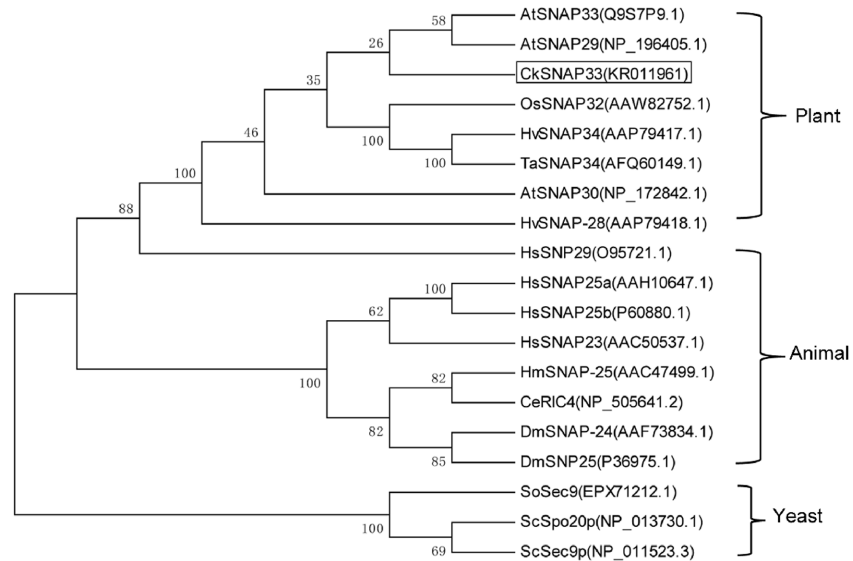 58
AtSNAP33(Q9S7P9.1)
26
AtSNAP29(NP_196405.1)
35
CkSNAP33(KR011961)
OsSNAP32(AAW82752.1)
Plant
46
HvSNAP34(AAP79417.1)
100
100
TaSNAP34(AFQ60149.1)
100
AtSNAP30(NP_172842.1)
88
HvSNAP-28(AAP79418.1)
HsSNP29(O95721.1)
100
HsSNAP25a(AAH10647.1)
62
HsSNAP25b(P60880.1)
HsSNAP23(AAC50537.1)
Animal
100
82
HmSNAP-25(AAC47499.1)
CeRIC4(NP_505641.2)
82
DmSNAP-24(AAF73834.1)
85
DmSNP25(P36975.1)
SoSec9(EPX71212.1)
100
ScSpo20p(NP_013730.1)
Yeast
69
ScSec9p(NP_011523.3)